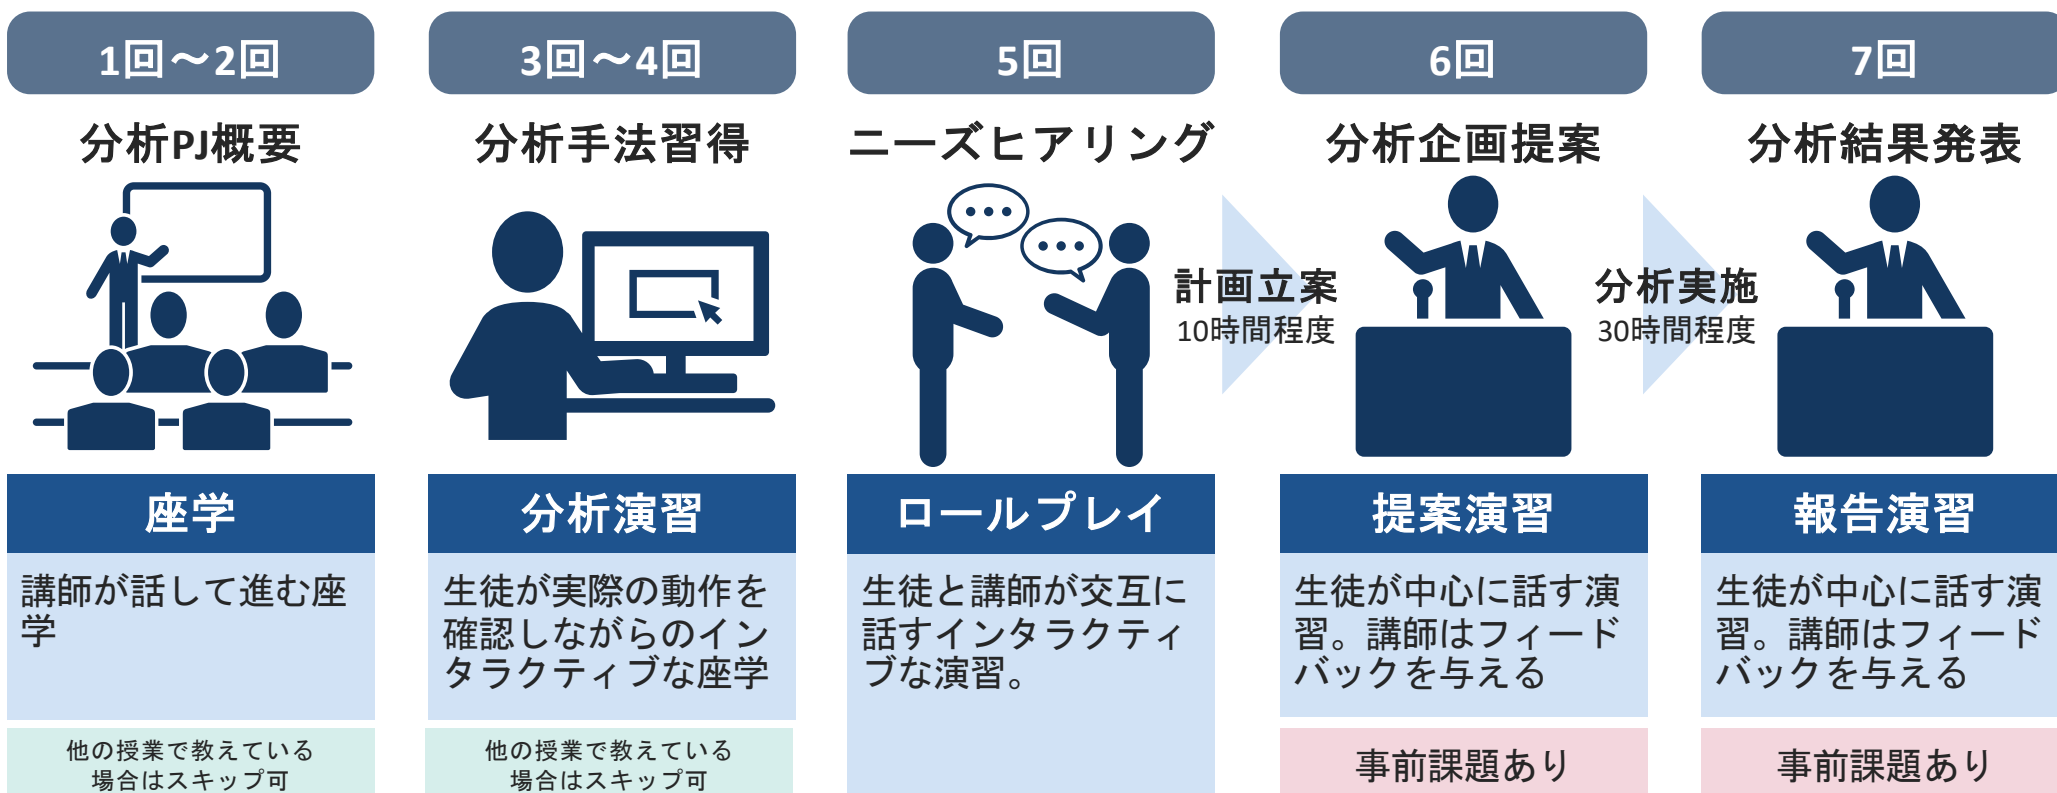 1回～2回
分析PJ概要
座学
講師が話して進む座
学
他の授業で教えている
場合はスキップ可
3回～4回
分析手法習得
分析演習
生徒が実際の動作を
確認しながらのイン
タラクティブな座学
他の授業で教えている
場合はスキップ可
5回
ニーズヒアリング
ロールプレイ
生徒と講師が交互に
話すインタラクティ
ブな演習。
計画立案
10時間程度
6回
分析企画提案
提案演習
生徒が中心に話す演
習。講師はフィード
バックを与える
事前課題あり
分析実施
30時間程度
7回
分析結果発表
報告演習
生徒が中心に話す演
習。講師はフィード
バックを与える
事前課題あり